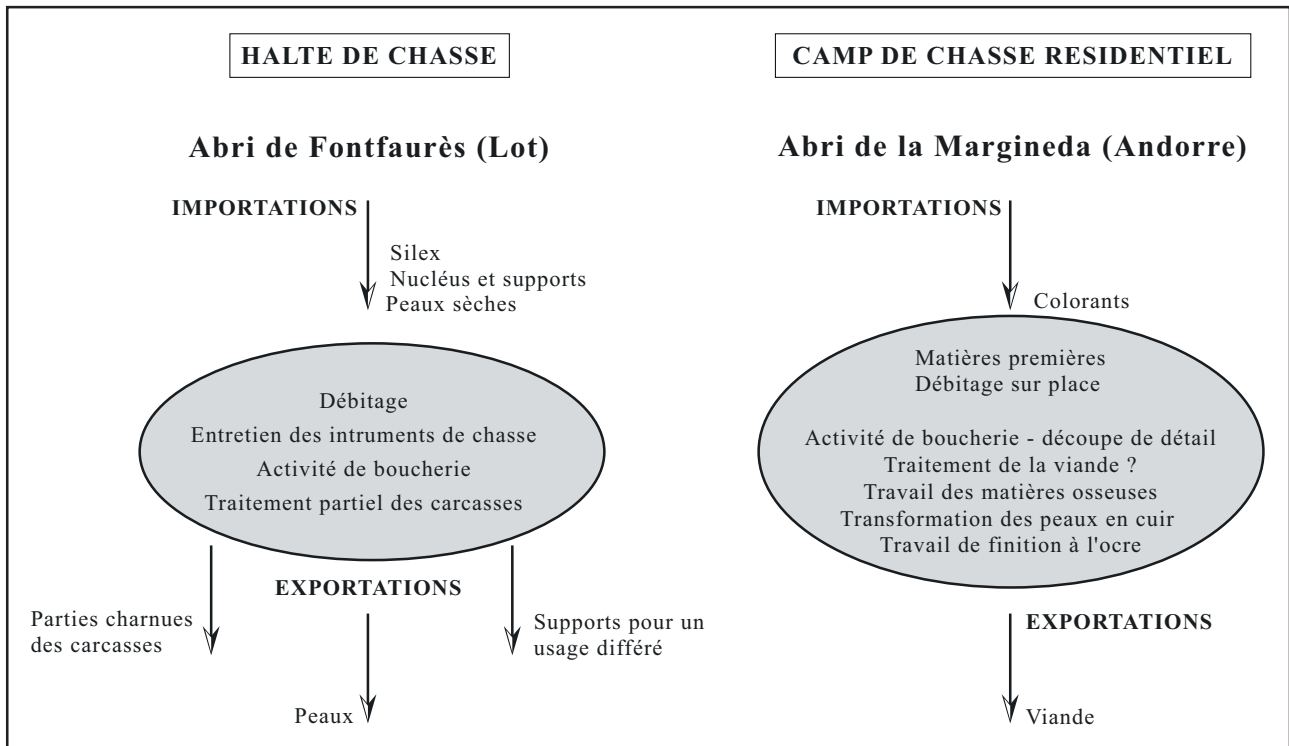 HALTE DE CHASSE
Abri de Fontfaurès (Lot)
IMPORTATIONS
Silex
Nucléus et supports
Peaux sèches
Débitage
Entretien des intruments de chasse
Activité de boucherie
Traitement partiel des carcasses
EXPORTATIONS
Parties charnues
des carcasses
Supports pour un
usage différé
Peaux
CAMP DE CHASSE RESIDENTIEL
Abri de la Margineda (Andorre)
IMPORTATIONS
Colorants
Matières premières
Débitage sur place
Activité de boucherie - découpe de détail
Traitement de la viande ?
Travail des matières osseuses
Transformation des peaux en cuir
Travail de finition à l'ocre
EXPORTATIONS
Viande